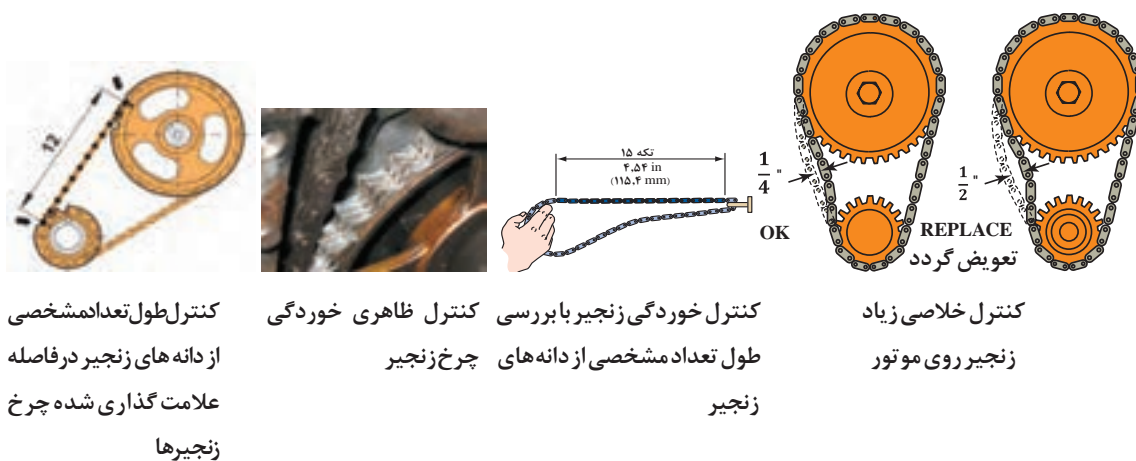 12
تکه ۱۵
۴.۵۴ in
(۱۱۵.۴ mm)
1/4 "
OK
1/2 "
REPLACE
تعویض گردد
کنترل خلاصی زیاد
زنجیر روی موتور
کنترل خوردگی زنجیر با بررسی
طول تعداد مشخصی از دانه‌های
زنجیر
کنترل ظاهری خوردگی
چرخ زنجیر
کنترل طول تعداد مشخصی
از دانه های زنجیر در فاصله
علامت گذاری شده چرخ
زنجیرها